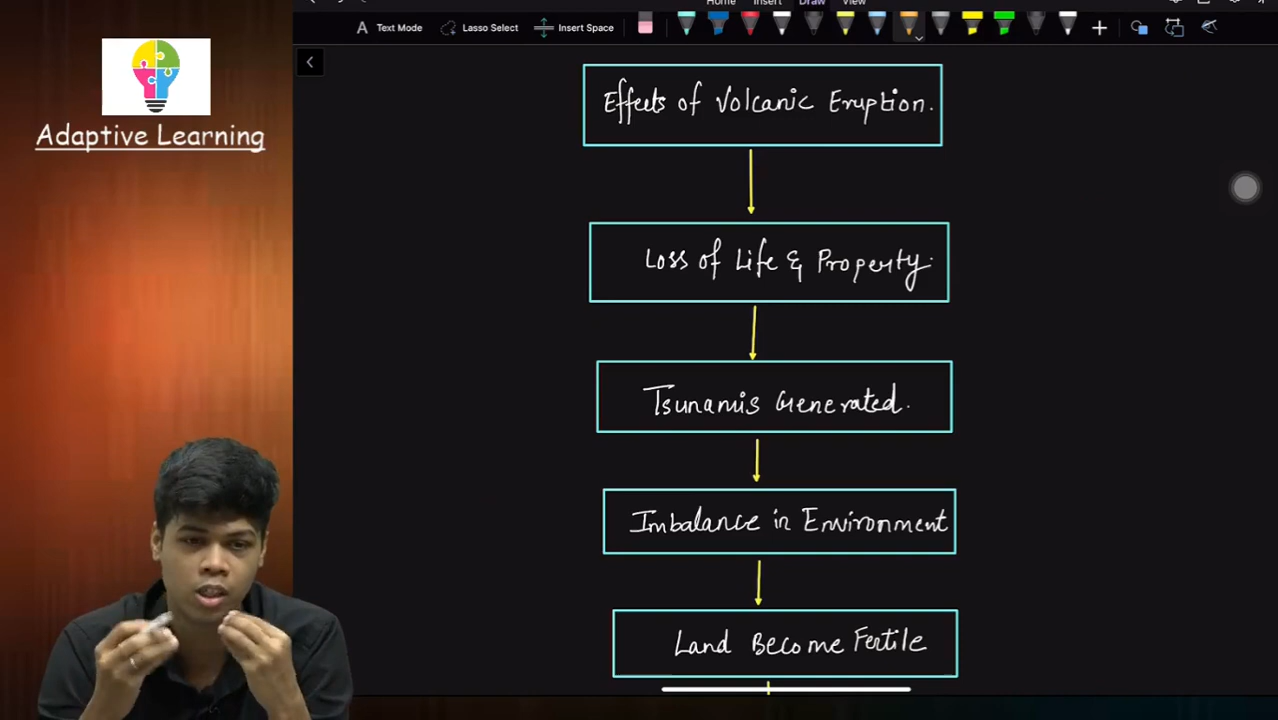 Home Insert Draw View
Text Mode Lasso Select Insert Space
Adaptive Learning
Effects of Volcanic Eruption.
Loss of Life & Property.
Tsunamis Generated.
Imbalance in Environment
Land Become Fertile